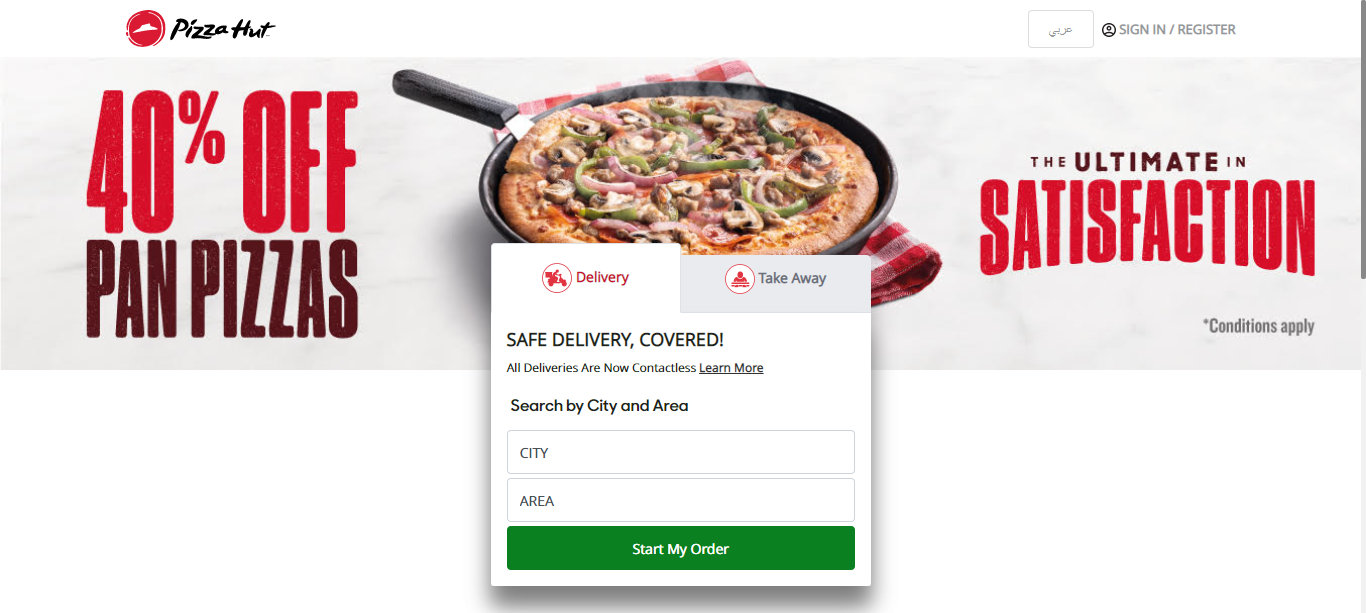 Pizza Hut
عربي
SIGN IN / REGISTER
40% OFF
PAN PIZZAS
THE ULTIMATE IN
SATISFACTION
*Conditions apply
Delivery
Take Away
SAFE DELIVERY, COVERED!
All Deliveries Are Now Contactless Learn More
Search by City and Area
CITY
AREA
Start My Order